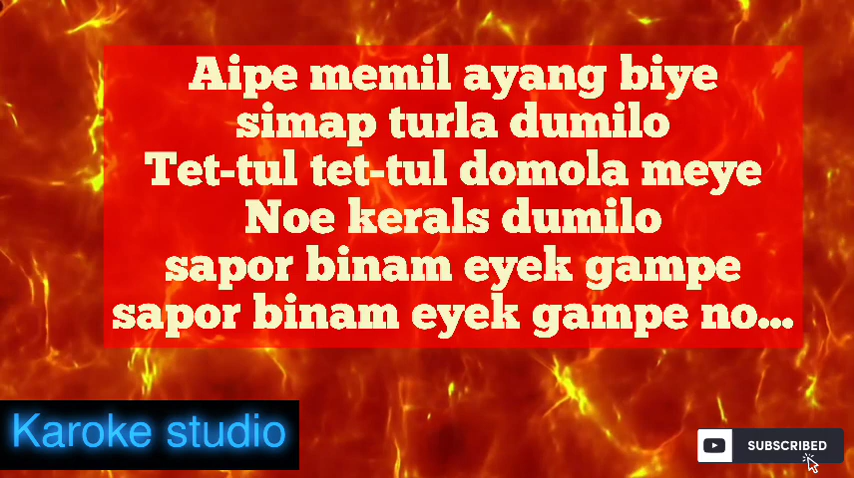 Aipe memil ayang biye
simap turla dumilo
Tet-tul tet-tul domola meye
Noe kerals dumilo
sapor binam eyek gampe
sapor binam eyek gampe no...
Karoke studio
SUBSCRIBED